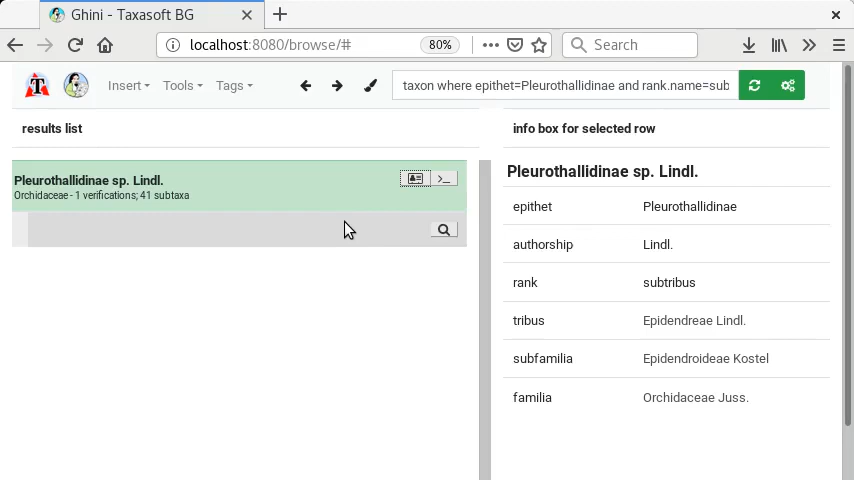 Ghini - Taxasoft BG
localhost:8080/browse/#
80%
Search
Insert
Tools
Tags
taxon where epithet=Pleurothallidinae and rank.name=sub
results list
info box for selected row
Pleurothallidinae sp. Lindl.
Orchidaceae - 1 verifications; 41 subtaxa
Pleurothallidinae sp. Lindl.
epithet Pleurothallidinae
authorship Lindl.
rank subtribus
tribus Epidendreae Lindl.
subfamilia Epidendroideae Kostel
familia Orchidaceae Juss.